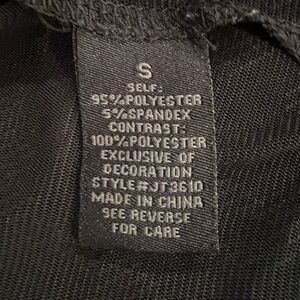 S
SELF:
95%POLYESTER
5%SPANDEX
CONTRAST:
100%POLYESTER
EXCLUSIVE OF
DECORATION
STYLE#JT3610
MADE IN CHINA
SEE REVERSE
FOR CARE